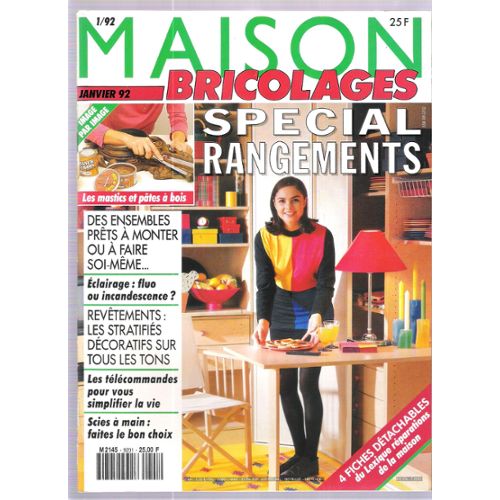 1/92
25 F
MAISON
BRICOLAGES
JANVIER 92
IMAGE
PAR IMAGE
SPECIAL
RANGEMENTS
Les mastics et pâtes à bois
DES ENSEMBLES
PRÊTS À MONTER
OU À FAIRE
SOI-MÊME...
Éclairage : fluo
ou incandescence ?
REVÊTEMENTS :
LES STRATIFIÉS
DÉCORATIFS SUR
TOUS LES TONS
Les télécommandes
pour vous
simplifier la vie
Scies à main :
faites le bon choix
M 2145 - 9201 - 25,00 F
4 FICHES DÉTACHABLES
du Lexique réparations
de la maison